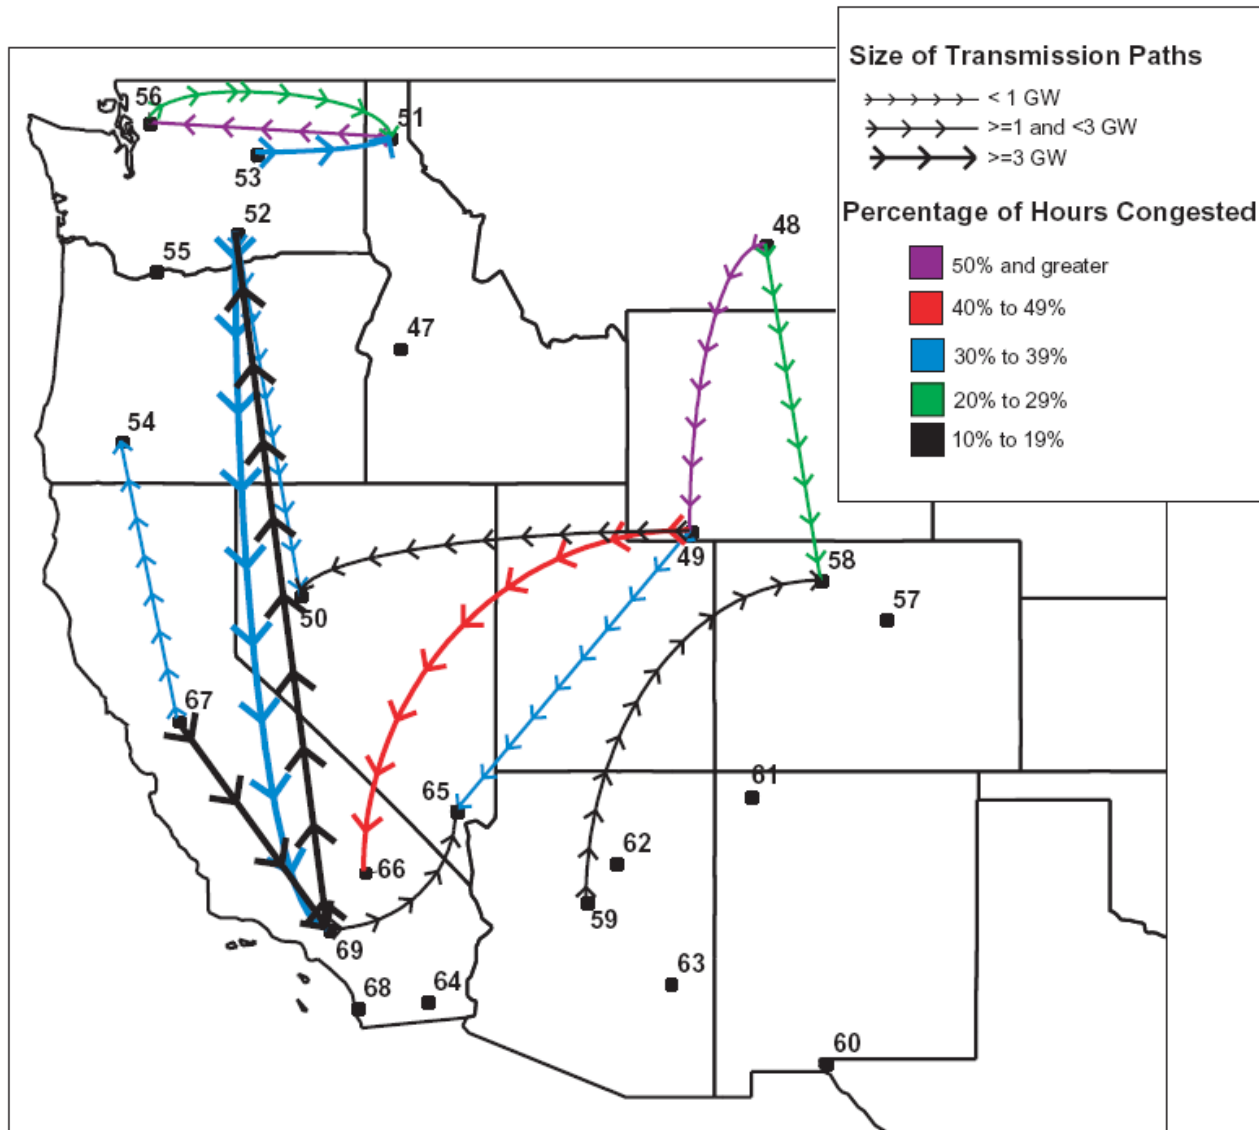 Size of Transmission Paths
< 1 GW
>=1 and <3 GW
>=3 GW
Percentage of Hours Congested
50% and greater
40% to 49%
30% to 39%
20% to 29%
10% to 19%
56
51
53
52
48
55
47
54
49
58
50
57
67
65
61
66
62
59
69
63
64
68
60